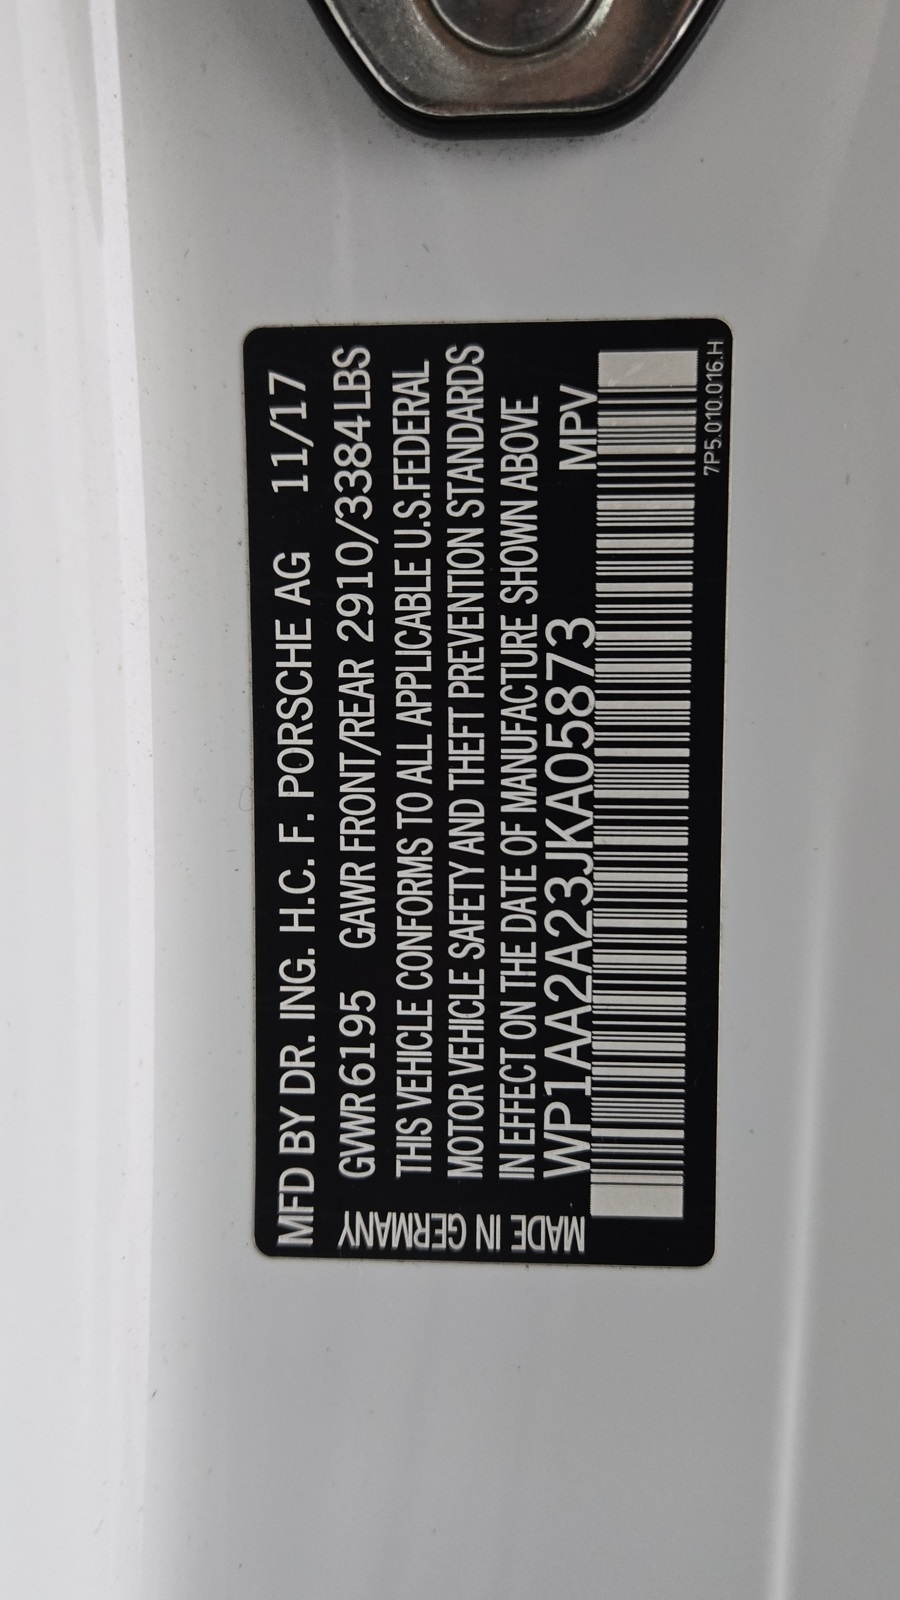 MFD BY DR. ING. H.C. F. PORSCHE AG 11/17
GVWR 6195 GAWR FRONT/REAR 2910/3384 LBS
THIS VEHICLE CONFORMS TO ALL APPLICABLE U.S.FEDERAL
MOTOR VEHICLE SAFETY AND THEFT PREVENTION STANDARDS
IN EFFECT ON THE DATE OF MANUFACTURE SHOWN ABOVE
WP1AA2A23JKA05873 MPV
MADE IN GERMANY
7P5.010.016.H